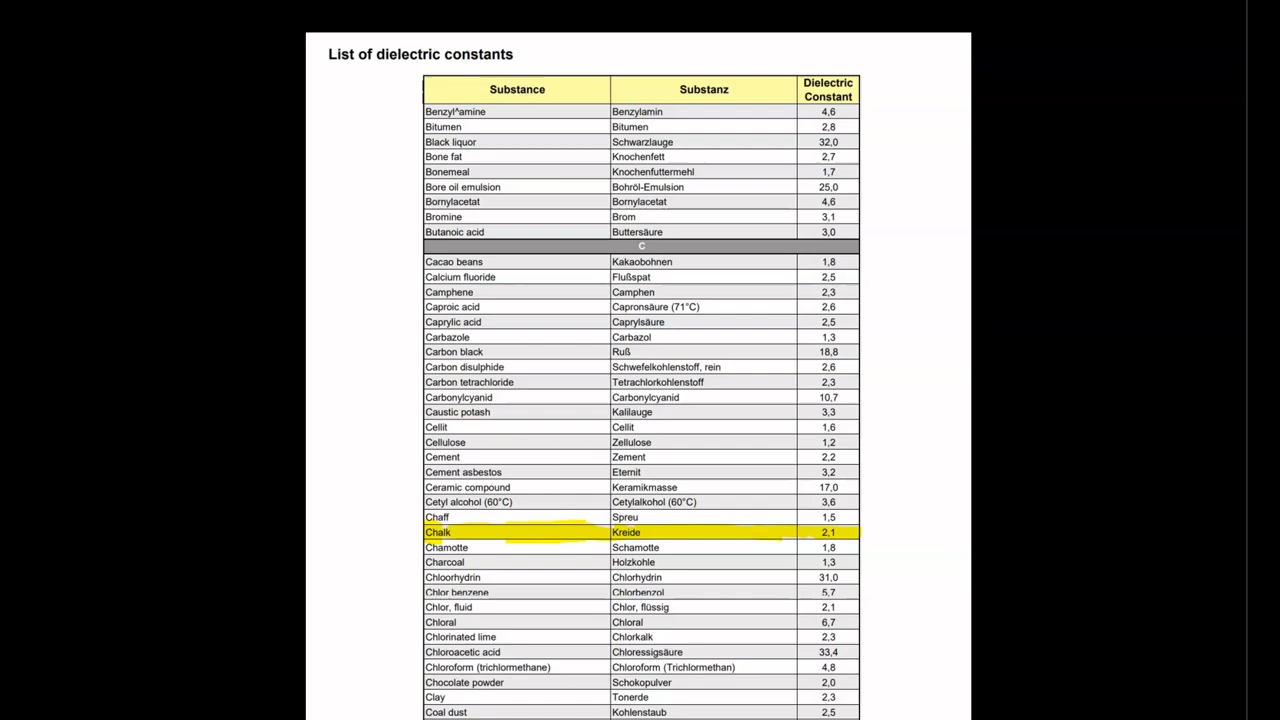 List of dielectric constants
Substance Substanz Dielectric Constant
Benzyl^amine Benzylamin 4,6
Bitumen Bitumen 2,8
Black liquor Schwarzlauge 32,0
Bone fat Knochenfett 2,7
Bonemeal Knochenfuttermehl 1,7
Bore oil emulsion Bohröl-Emulsion 25,0
Bornylacetat Bornylacetat 4,6
Bromine Brom 3,1
Butanoic acid Buttersäure 3,0
C
Cacao beans Kakaobohnen 1,8
Calcium fluoride Flußspat 2,5
Camphene Camphen 2,3
Caproic acid Capronsäure (71°C) 2,6
Caprylic acid Caprylsäure 2,5
Carbazole Carbazol 1,3
Carbon black Ruß 18,8
Carbon disulphide Schwefelkohlenstoff, rein 2,6
Carbon tetrachloride Tetrachlorkohlenstoff 2,3
Carbonylcyanid Carbonylcyanid 10,7
Caustic potash Kalilauge 3,3
Cellit Cellit 1,6
Cellulose Zellulose 1,2
Cement Zement 2,2
Cement asbestos Eternit 3,2
Ceramic compound Keramikmasse 17,0
Cetyl alcohol (60°C) Cetylalkohol (60°C) 3,6
Chaff Spreu 1,5
Chalk Kreide 2,1
Chamotte Schamotte 1,8
Charcoal Holzkohle 1,3
Chloorhydrin Chlorhydrin 31,0
Chlor benzene Chlorbenzol 5,7
Chlor, fluid Chlor, flüssig 2,1
Chloral Chloral 6,7
Chlorinated lime Chlorkalk 2,3
Chloroacetic acid Chloressigsäure 33,4
Chloroform (trichlormethane) Chloroform (Trichlormethan) 4,8
Chocolate powder Schokopulver 2,0
Clay Tonerde 2,3
Coal dust Kohlenstaub 2,5